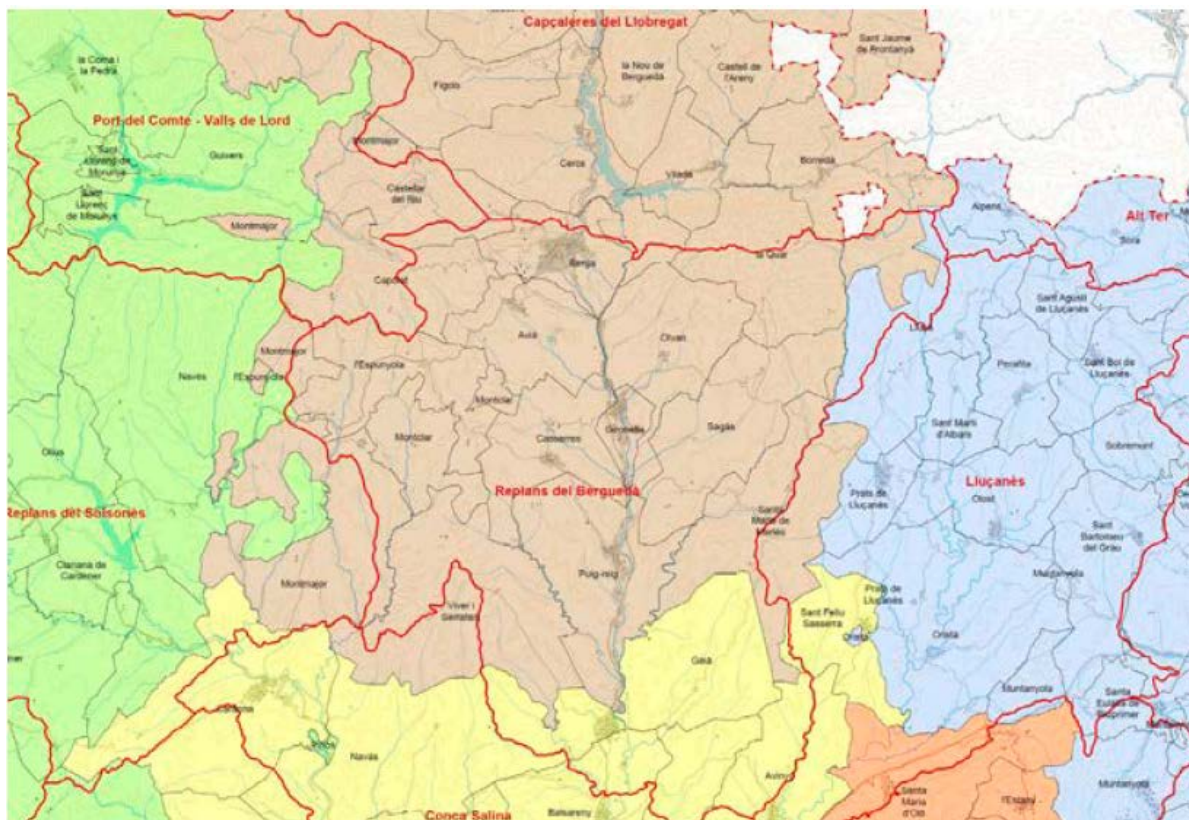 Capçaleres del Llobregat
Sant Jaume
de Frontanyà
la Coma i
la Pedra
la Nou de
Berguedà
Castell de
l'Areny
Fígols
Port del Comte - Valls de Lord
Montmajor
Sant
Llorenç de
Morunys
Guixers
Cercs
Vilada
Borredà
Castellar
del Riu
Sant
Llorenç
de Morunys
Montmajor
Alpens
Alt Ter
Sora
Berga
la Quar
Capolat
Sant Agustí
de Lluçanès
Lluçà
Avià
Olvan
Montmajor
l'Espunyola
Perafita
Sant Boi de
Lluçanès
Navès
l'Espunyola
Montclar
Gironella
Sagàs
Sant Martí
d'Albars
Montclar
Casserres
Sobremunt
Olius
Replans del Berguedà
Prats de
Lluçanès
Lluçanès
Olost
Replans del Solsonès
Santa
Maria de
Merlès
Sant
Bartomeu
del Grau
Clariana de
Cardener
Puig-reig
Muntanyola
Montmajor
Viver i
Serrateix
Prats de
Lluçanès
Sant Feliu
Sasserra
Oristà
Oristà
Gaià
Muntanyola
Santa
Eulàlia de
Riuprimer
Cardona
Pinós
Navàs
Avinyó
Muntanyola
Santa
Maria
d'Oló
l'Estany
Conca Salina
Balsareny